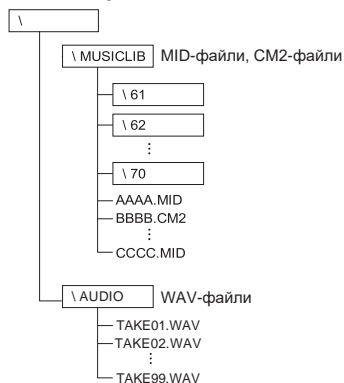 \
\ MUSICLIB MID-файли, CM2-файли
\ 61
\ 62
⋮
\ 70
AAAA.MID
BBBB.CM2
⋮
CCCC.MID
\ AUDIO WAV-файли
TAKE01.WAV
TAKE02.WAV
⋮
TAKE99.WAV